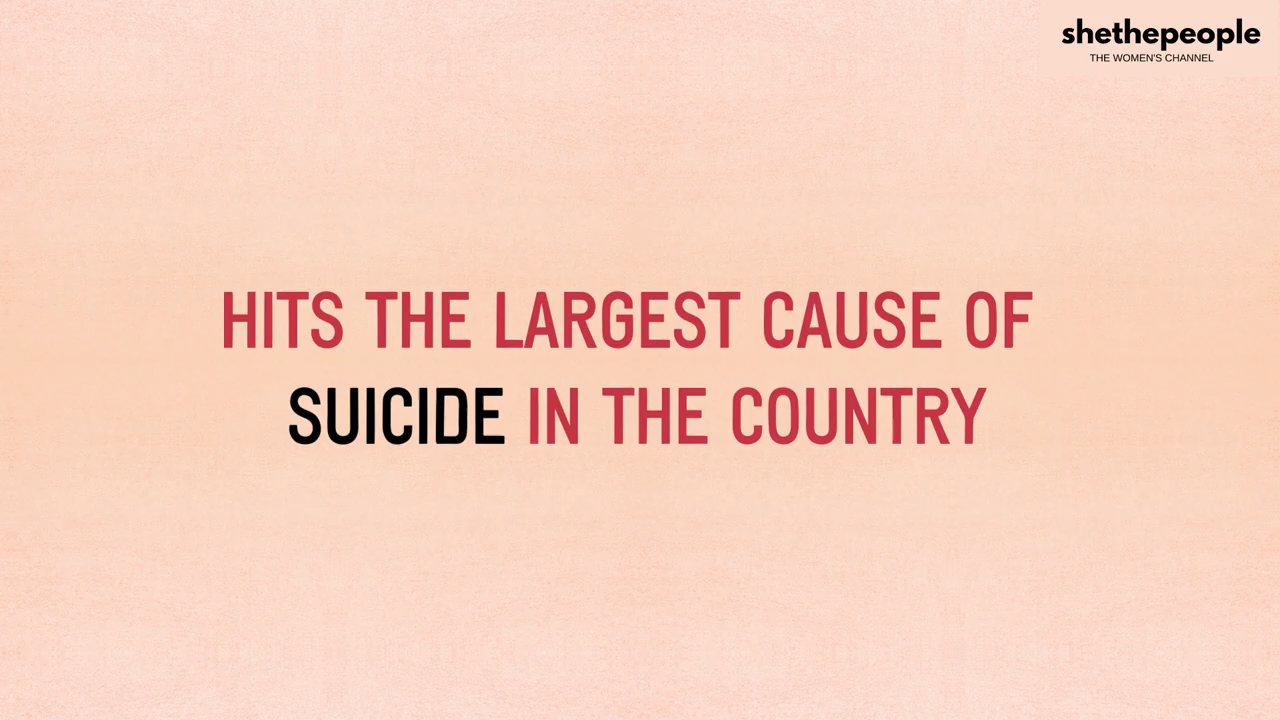 shethepeople
THE WOMEN'S CHANNEL
HITS THE LARGEST CAUSE OF
SUICIDE IN THE COUNTRY